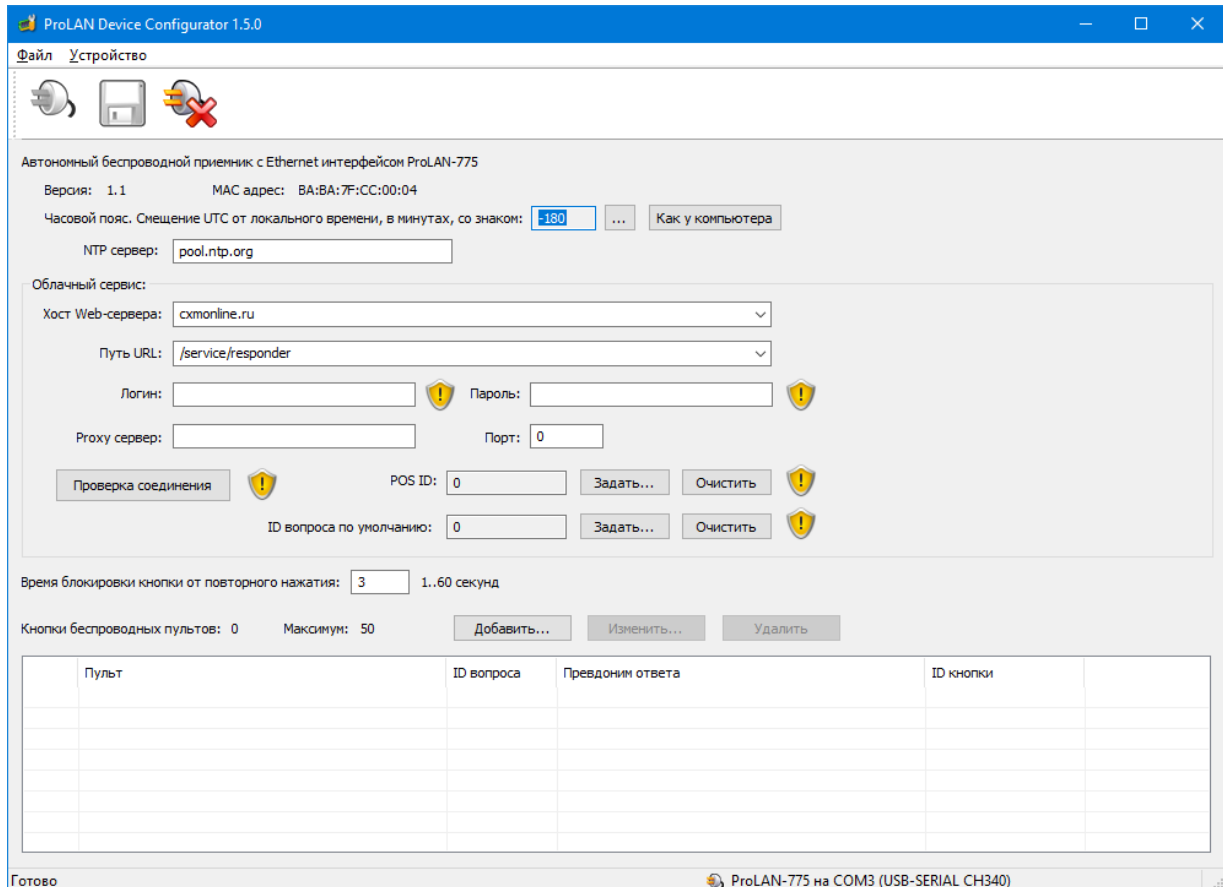 ProLAN Device Configurator 1.5.0
Файл Устройство
Автономный беспроводной приемник с Ethernet интерфейсом ProLAN-775
Версия: 1.1 MAC адрес: BA:BA:7F:CC:00:04
Часовой пояс. Смещение UTC от локального времени, в минутах, со знаком: -180 ... Как у компьютера
NTP сервер: pool.ntp.org
Облачный сервис:
Хост Web-сервера: cxmonline.ru
Путь URL: /service/responder
Логин: Пароль:
Proxy сервер: Порт: 0
Проверка соединения POS ID: 0 Задать... Очистить
ID вопроса по умолчанию: 0 Задать... Очистить
Время блокировки кнопки от повторного нажатия: 3 1..60 секунд
Кнопки беспроводных пультов: 0 Максимум: 50 Добавить... Изменить... Удалить
Пульт ID вопроса Превдоним ответа ID кнопки
Готово ProLAN-775 на COM3 (USB-SERIAL CH340)